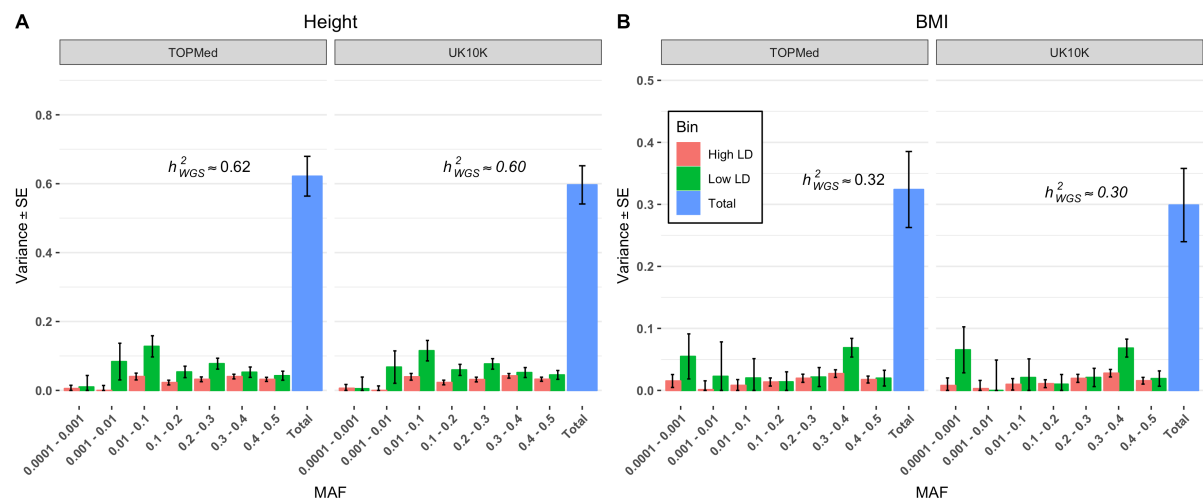 A
Height
TOPMed
UK10K
Variance ± SE
0.8
0.6
0.4
0.2
0.0
h²WGS ≈ 0.62
h²WGS ≈ 0.60
0.0001 - 0.001
0.001 - 0.01
0.01 - 0.1
0.1 - 0.2
0.2 - 0.3
0.3 - 0.4
0.4 - 0.5
Total
0.0001 - 0.001
0.001 - 0.01
0.01 - 0.1
0.1 - 0.2
0.2 - 0.3
0.3 - 0.4
0.4 - 0.5
Total
MAF
B
BMI
TOPMed
UK10K
Variance ± SE
0.5
0.4
0.3
0.2
0.1
0.0
Bin
High LD
Low LD
Total
h²WGS ≈ 0.32
h²WGS ≈ 0.30
0.0001 - 0.001
0.001 - 0.01
0.01 - 0.1
0.1 - 0.2
0.2 - 0.3
0.3 - 0.4
0.4 - 0.5
Total
0.0001 - 0.001
0.001 - 0.01
0.01 - 0.1
0.1 - 0.2
0.2 - 0.3
0.3 - 0.4
0.4 - 0.5
Total
MAF